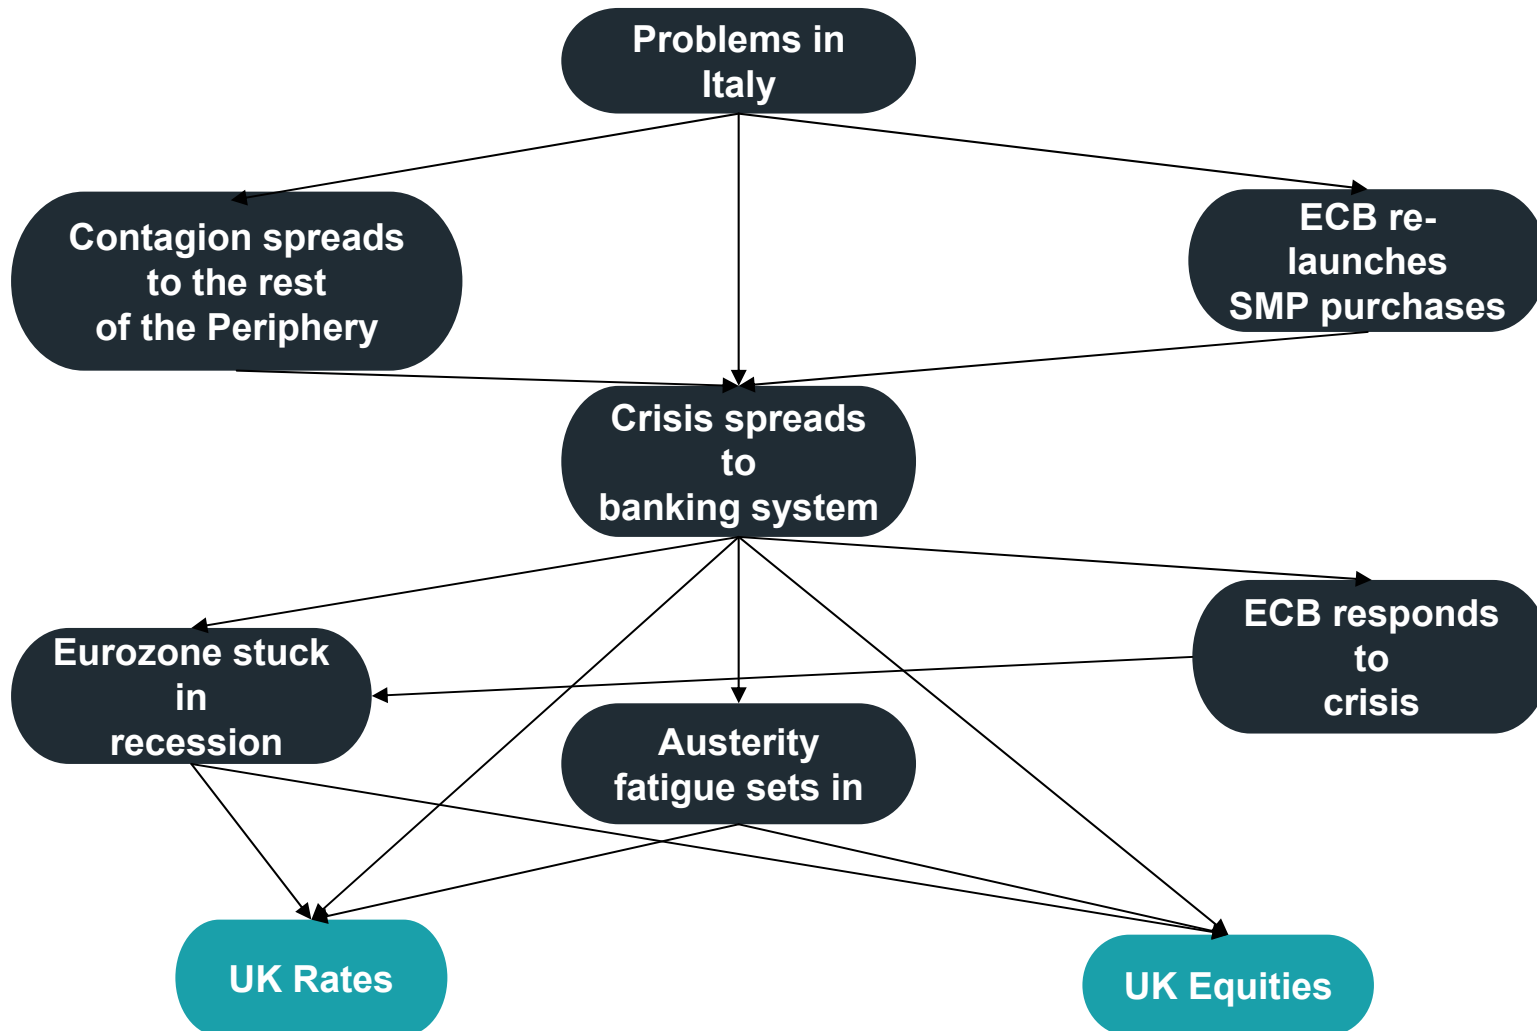 Problems in
Italy
Contagion spreads
to the rest
of the Periphery
ECB re-
launches
SMP purchases
Crisis spreads
to
banking system
Eurozone stuck
in
recession
ECB responds
to
crisis
Austerity
fatigue sets in
UK Rates
UK Equities